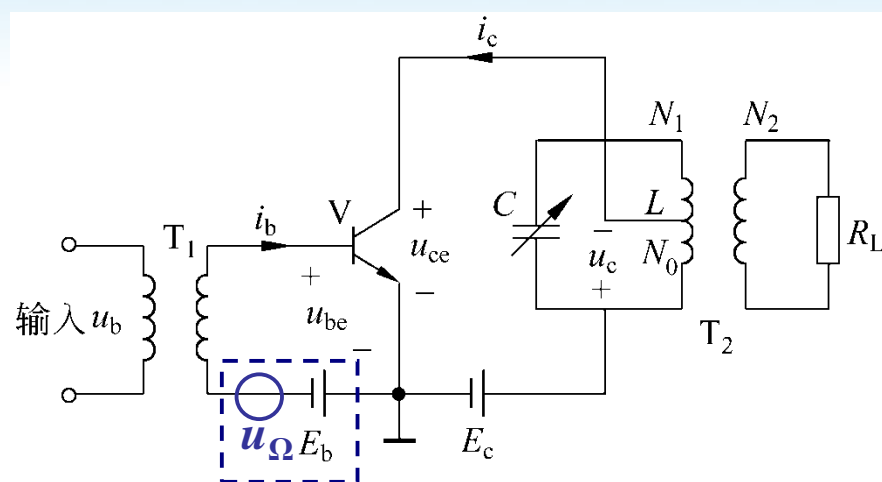 i_c
N_1
N_2
V
+
C
L
−
R_L
T_1
i_b
u_ce
u_c
N_0
+
−
+
输入 u_b
u_be
T_2
−
u_Ω
E_b
E_c